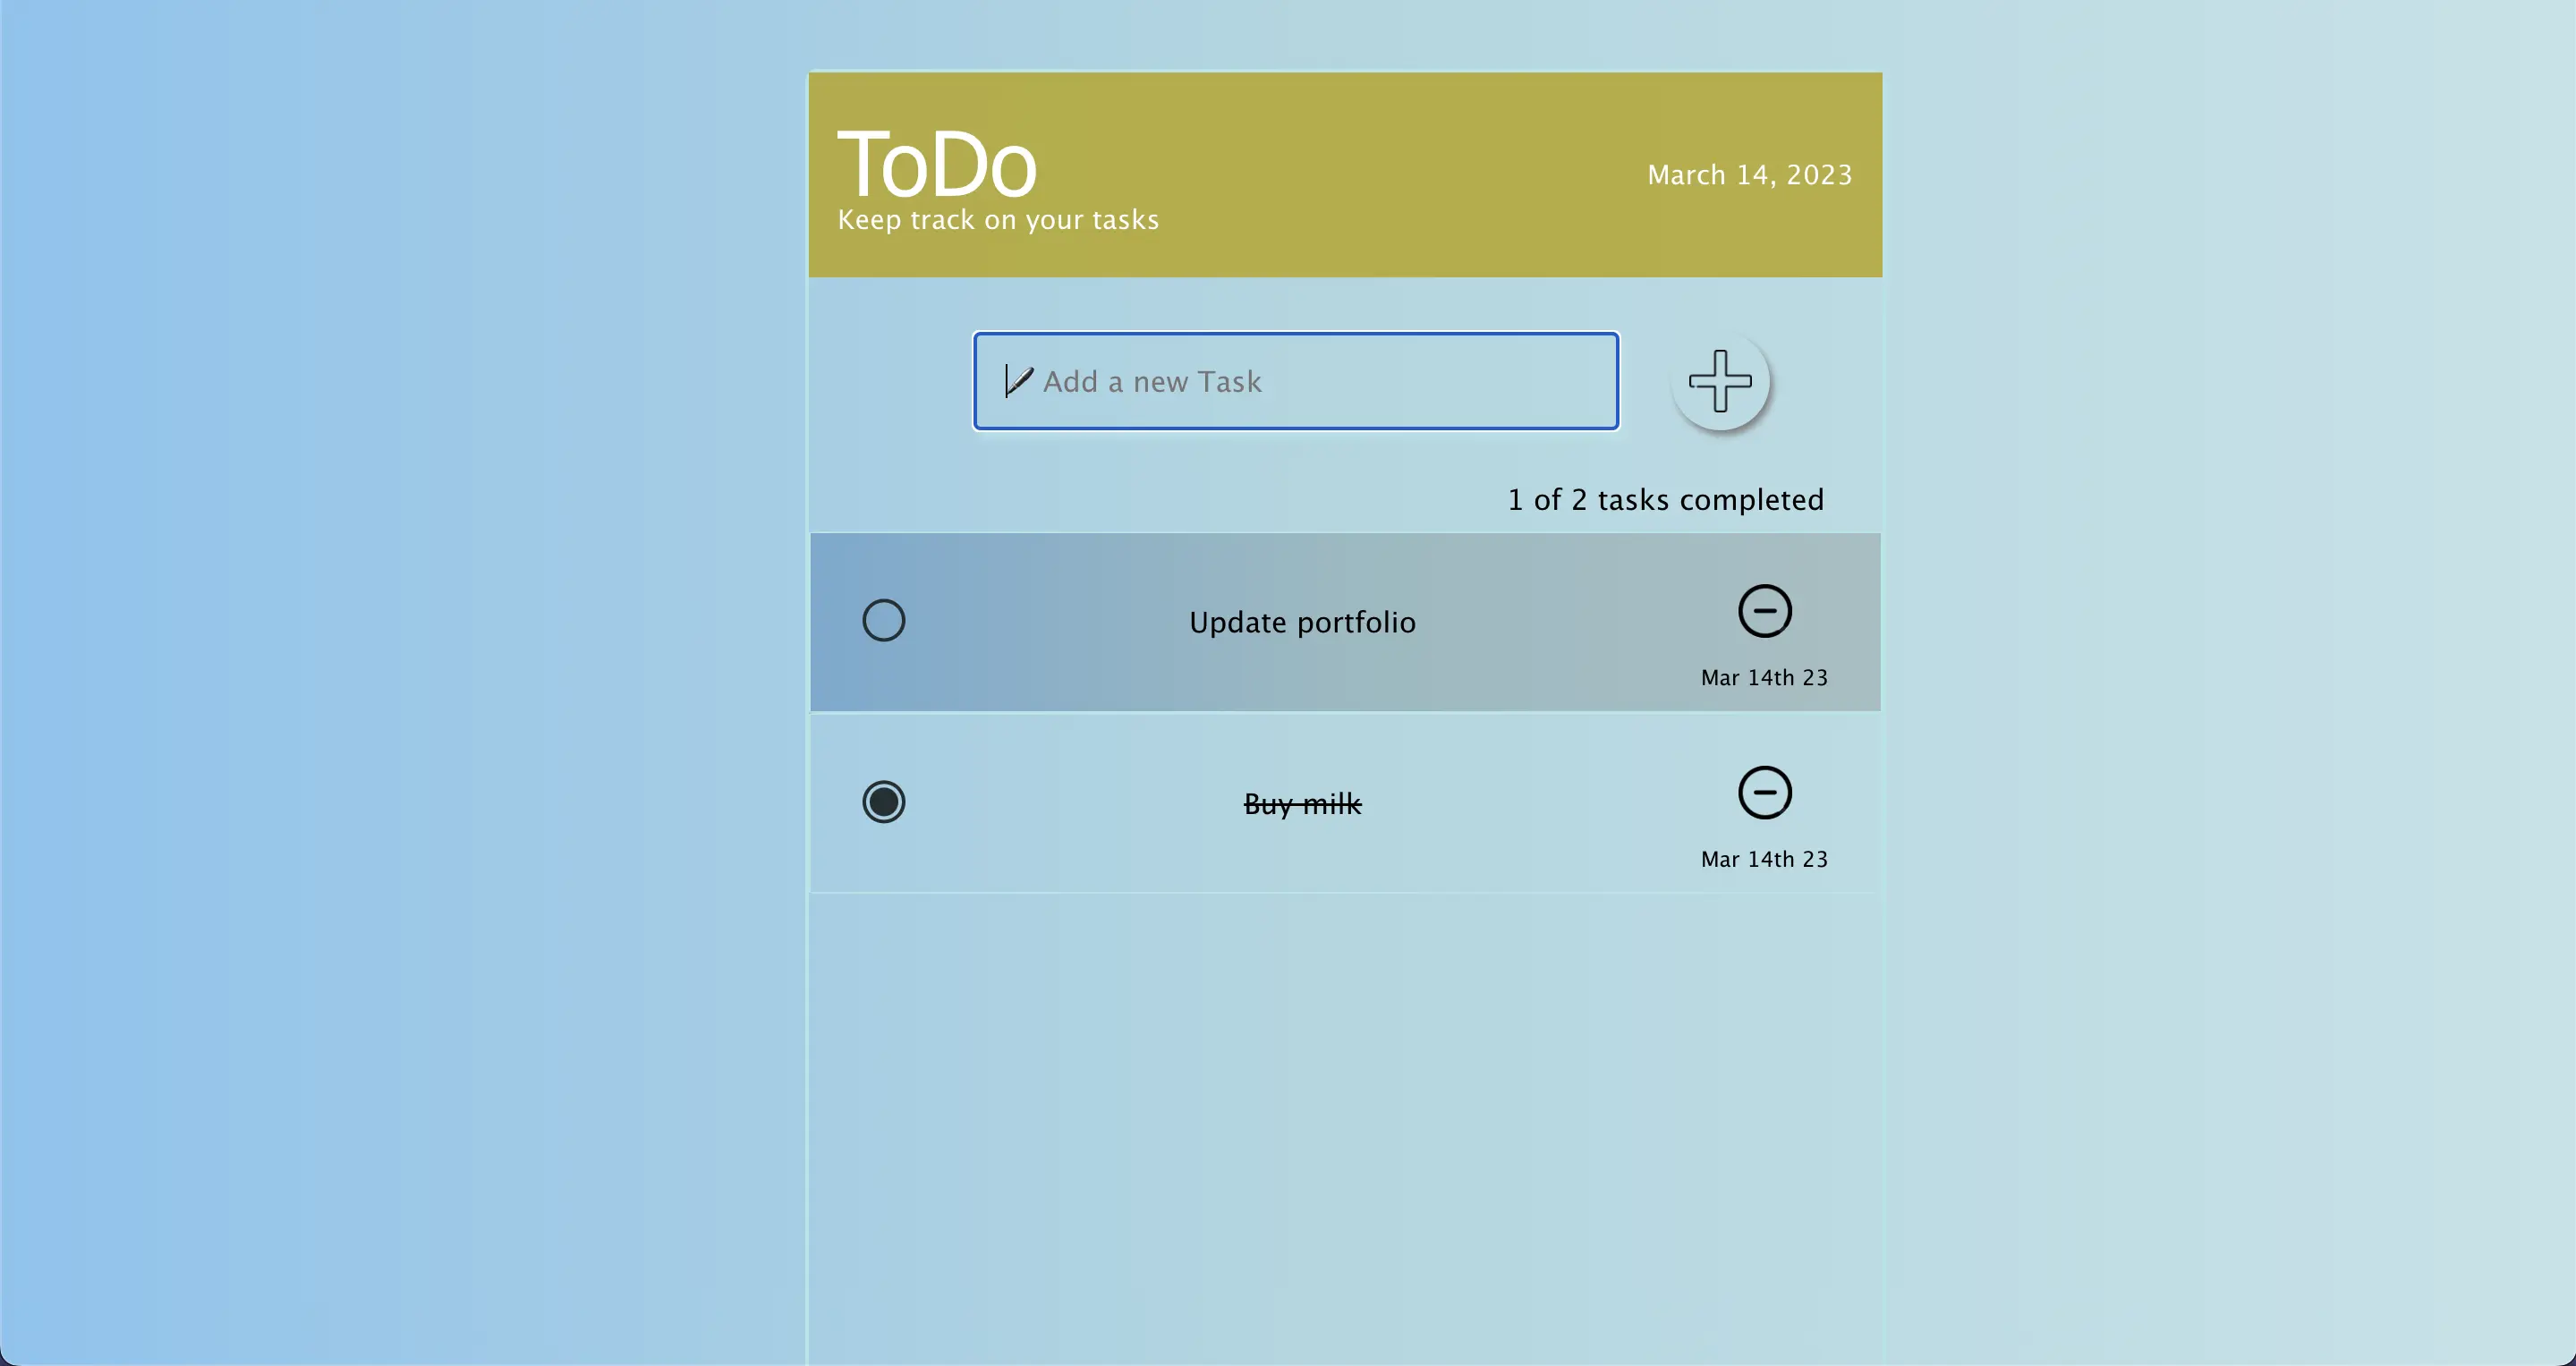 ToDo
Keep track on your tasks
March 14, 2023
Add a new Task
1 of 2 tasks completed
Update portfolio
Mar 14th 23
Buy milk
Mar 14th 23